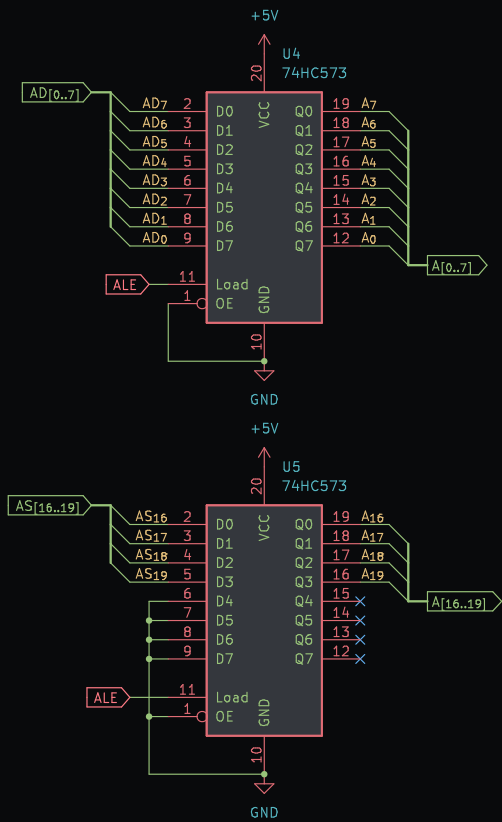 +5V
U4
74HC573
20
VCC
AD[0..7]
AD7 2 D0 Q0 19 A7
AD6 3 D1 Q1 18 A6
AD5 4 D2 Q2 17 A5
AD4 5 D3 Q3 16 A4
AD3 6 D4 Q4 15 A3
AD2 7 D5 Q5 14 A2
AD1 8 D6 Q6 13 A1
AD0 9 D7 Q7 12 A0
A[0..7]
ALE 11 Load
1 OE
GND
10
GND
+5V
U5
74HC573
20
VCC
AS[16..19]
AS16 2 D0 Q0 19 A16
AS17 3 D1 Q1 18 A17
AS18 4 D2 Q2 17 A18
AS19 5 D3 Q3 16 A19
6 D4 Q4 15
A[16..19]
7 D5 Q5 14
8 D6 Q6 13
9 D7 Q7 12
ALE 11 Load
1 OE
GND
10
GND